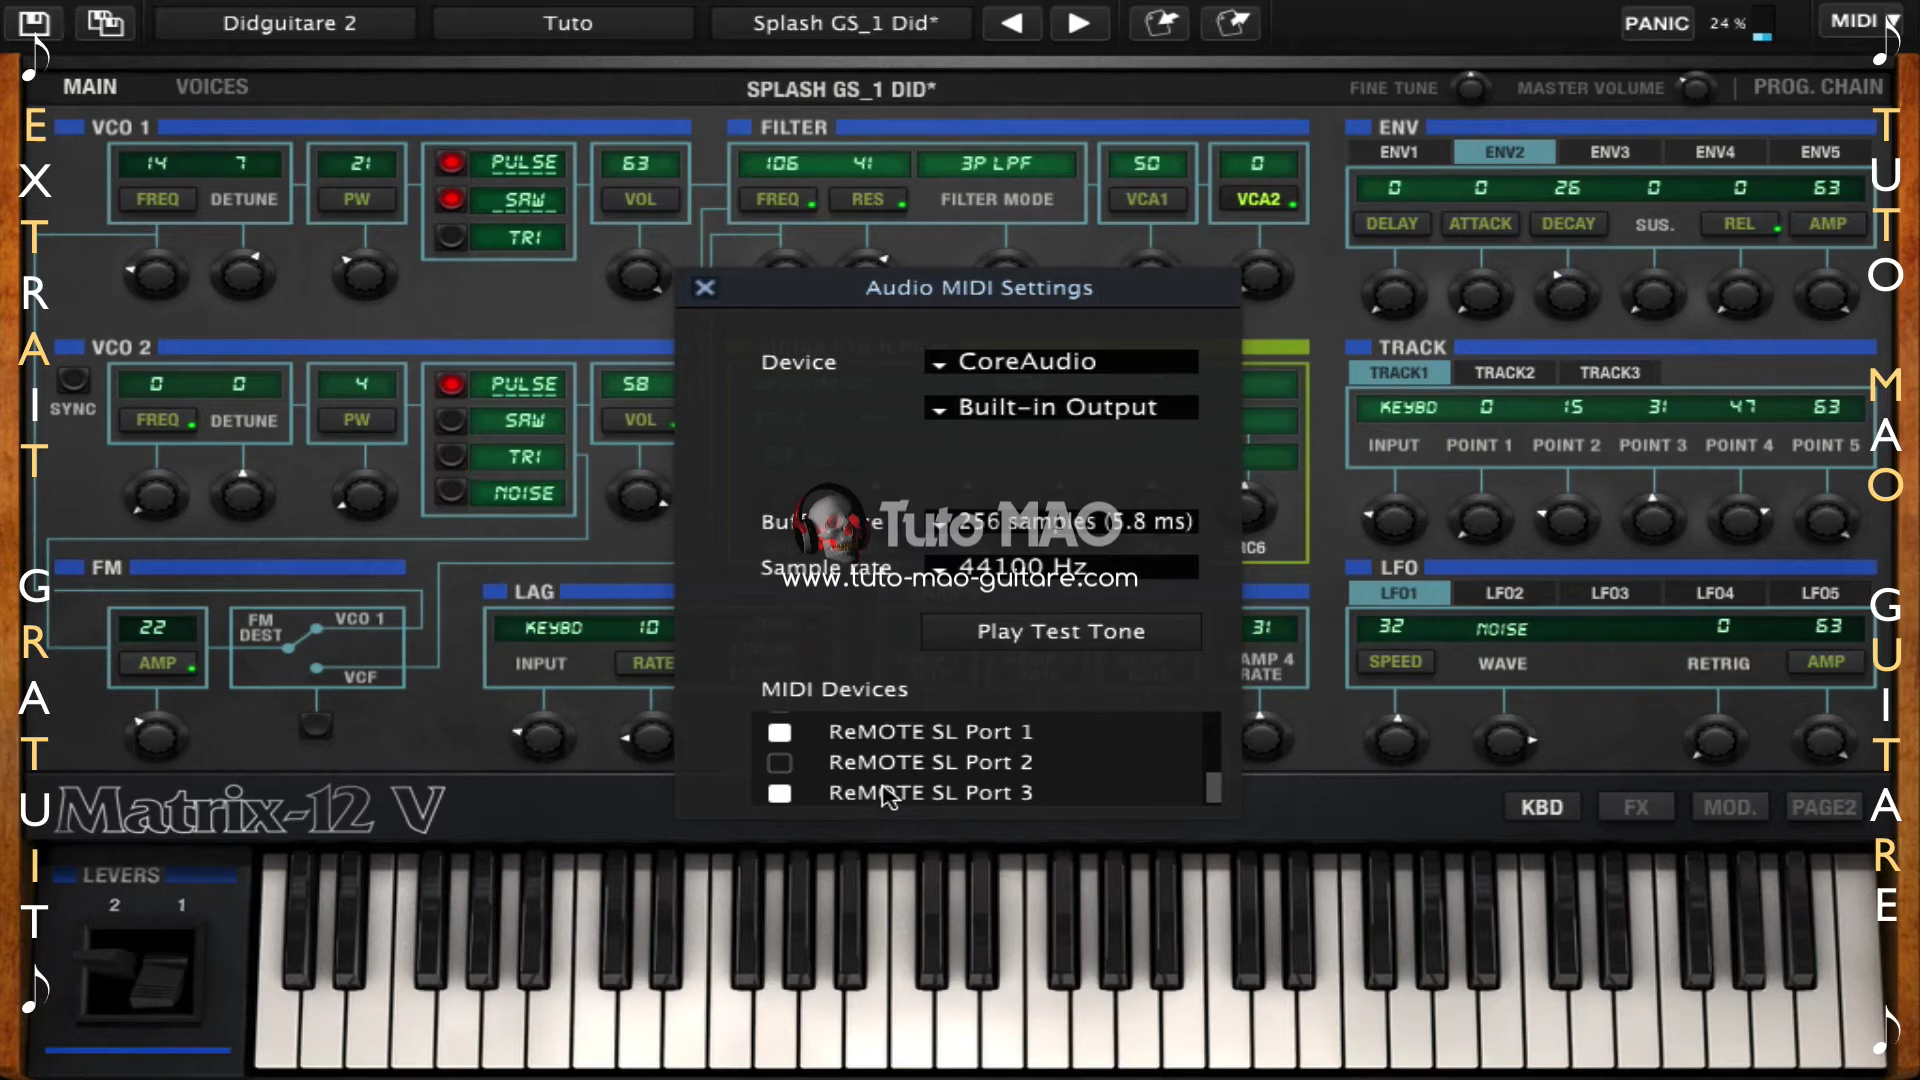 Didguitare 2
Tuto
Splash GS_1 Did*
PANIC
24 %
MIDI
MAIN
VOICES
SPLASH GS_1 DID*
FINE TUNE
MASTER VOLUME
PROG. CHAIN
EXTRAIT GRATUIT
TUTO MAO GUITARE
VCO 1
14 7
FREQ
DETUNE
21
PW
PULSE
SAW
TRI
63
VOL
FILTER
106 41
3P LPF
FREQ
RES
FILTER MODE
50
VCA1
0
VCA2
ENV
ENV1
ENV2
ENV3
ENV4
ENV5
0 0 26 0 0 63
DELAY
ATTACK
DECAY
SUS.
REL
AMP
VCO 2
SYNC
0 0
FREQ
DETUNE
4
PW
PULSE
SAW
TRI
NOISE
58
VOL
TRACK
TRACK1
TRACK2
TRACK3
KEYBD 0 15 31 47 63
INPUT
POINT 1
POINT 2
POINT 3
POINT 4
POINT 5
Audio MIDI Settings
Device
CoreAudio
Built-in Output
256 samples (5.8 ms)
Sample rate
44100 Hz
Tuto MAO
www.tuto-mao-guitare.com
Play Test Tone
MIDI Devices
ReMOTE SL Port 1
ReMOTE SL Port 2
ReMOTE SL Port 3
FM
22
AMP
FM DEST
VCO 1
VCF
LAG
KEYBD 10
INPUT
RATE
31
AMP 4
RATE
LFO
LFO1
LFO2
LFO3
LFO4
LFO5
32 NOISE 0 63
SPEED
WAVE
RETRIG
AMP
Matrix-12 V
KBD
FX
MOD.
PAGE2
LEVERS
2 1